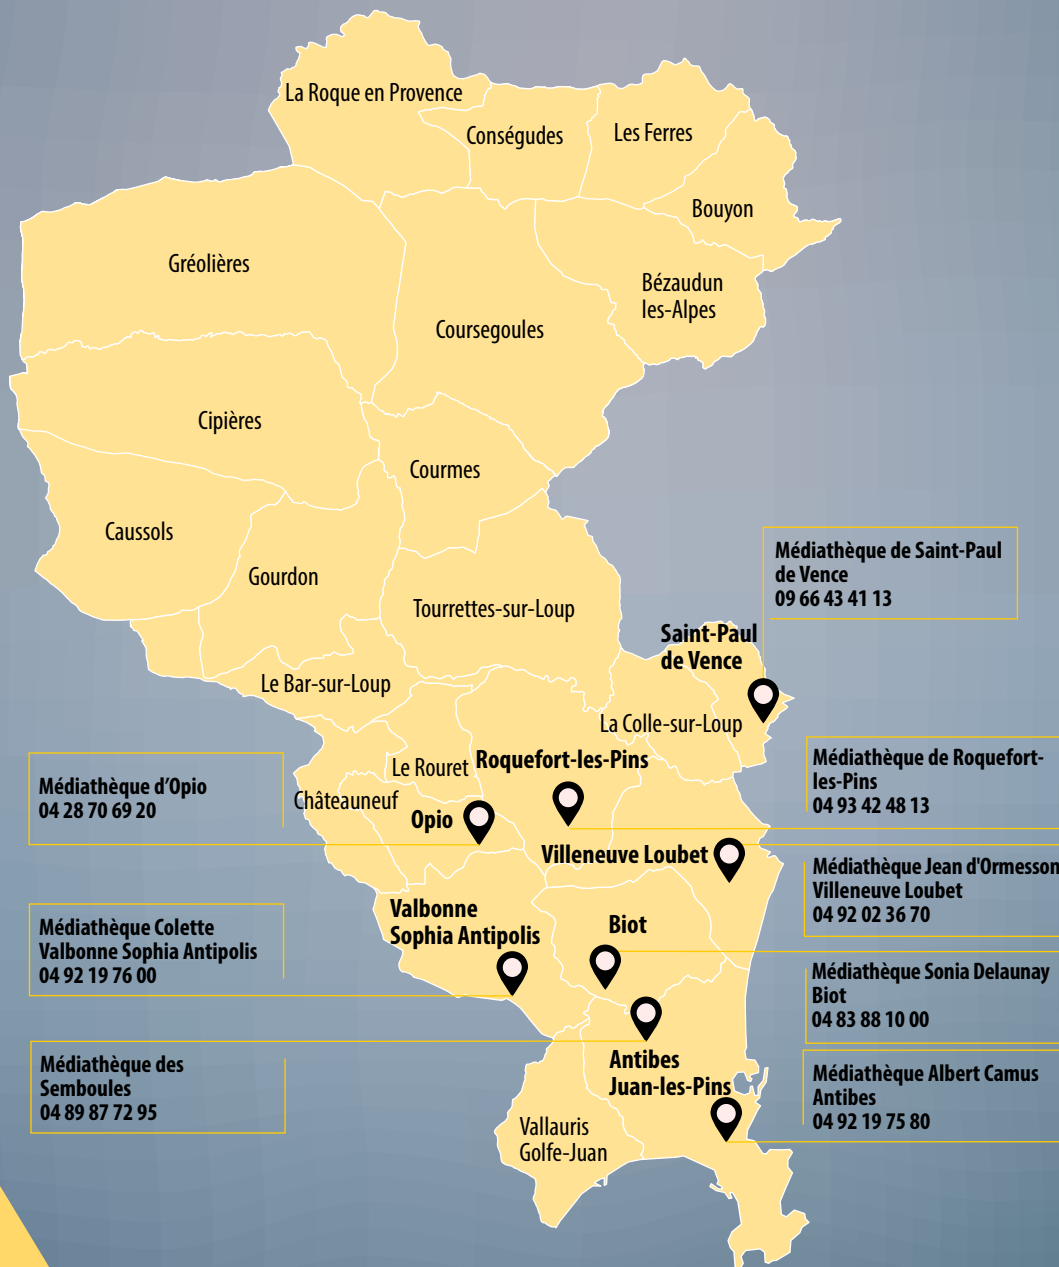 La Roque en Provence
Conségudes
Les Ferres
Bouyon
Gréolières
Bézaudun
les-Alpes
Coursegoules
Cipières
Courmes
Caussols
Gourdon
Tourrettes-sur-Loup
Médiathèque de Saint-Paul
de Vence
09 66 43 41 13
Saint-Paul
de Vence
Le Bar-sur-Loup
La Colle-sur-Loup
Le Rouret
Roquefort-les-Pins
Médiathèque de Roquefort-
les-Pins
04 93 42 48 13
Médiathèque d’Opio
04 28 70 69 20
Châteauneuf
Opio
Villeneuve Loubet
Médiathèque Jean d'Ormesson
Villeneuve Loubet
04 92 02 36 70
Valbonne
Sophia Antipolis
Biot
Médiathèque Colette
Valbonne Sophia Antipolis
04 92 19 76 00
Médiathèque Sonia Delaunay
Biot
04 83 88 10 00
Médiathèque des
Semboules
04 89 87 72 95
Antibes
Juan-les-Pins
Médiathèque Albert Camus
Antibes
04 92 19 75 80
Vallauris
Golfe-Juan